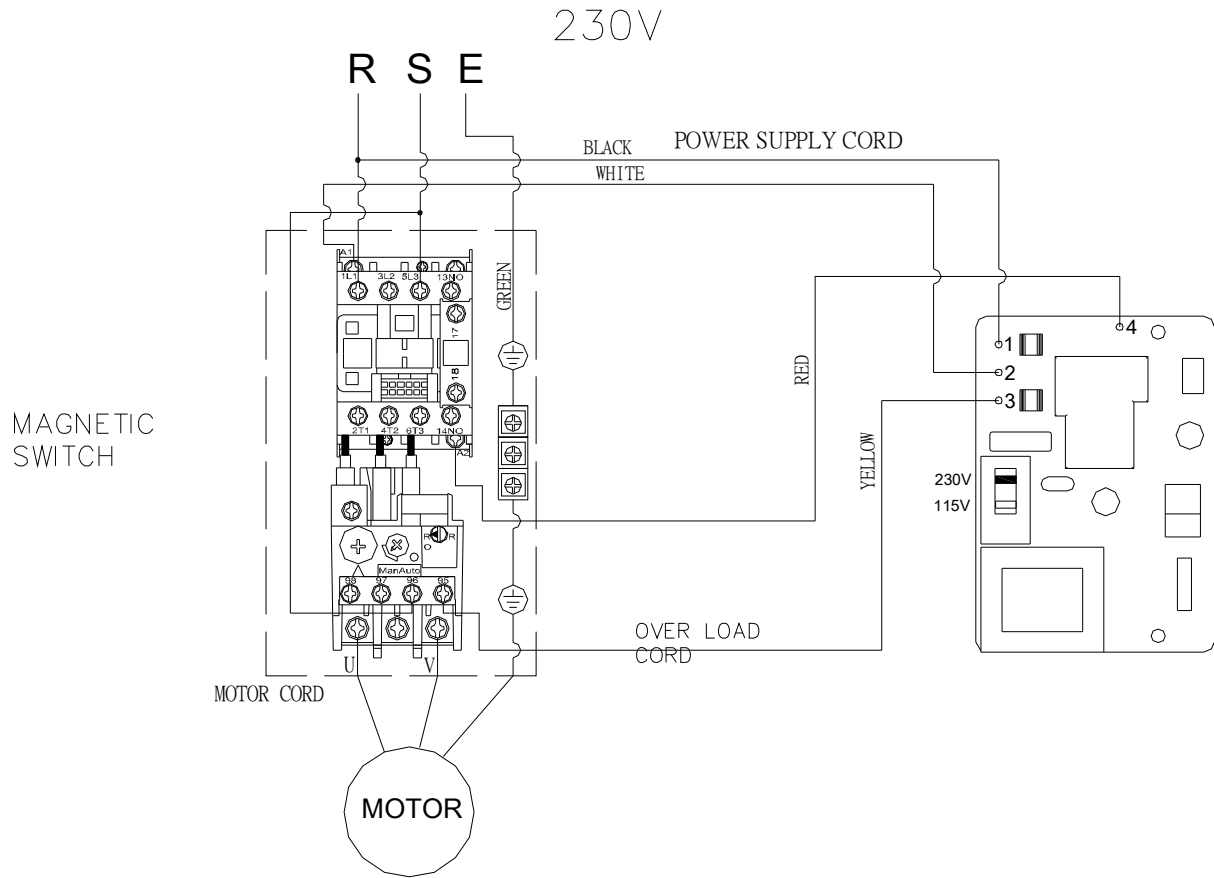 230V
R S E
BLACK
POWER SUPPLY CORD
WHITE
A1
1L1 3L2 5L3 13NO
GREEN
17
18
2T1 4T2 6T3 14NO
A2
MAGNETIC
SWITCH
RED
YELLOW
4
1
2
3
230V
115V
R R
ManAuto
98 97 96 95
OVER LOAD
CORD
U V
MOTOR CORD
MOTOR